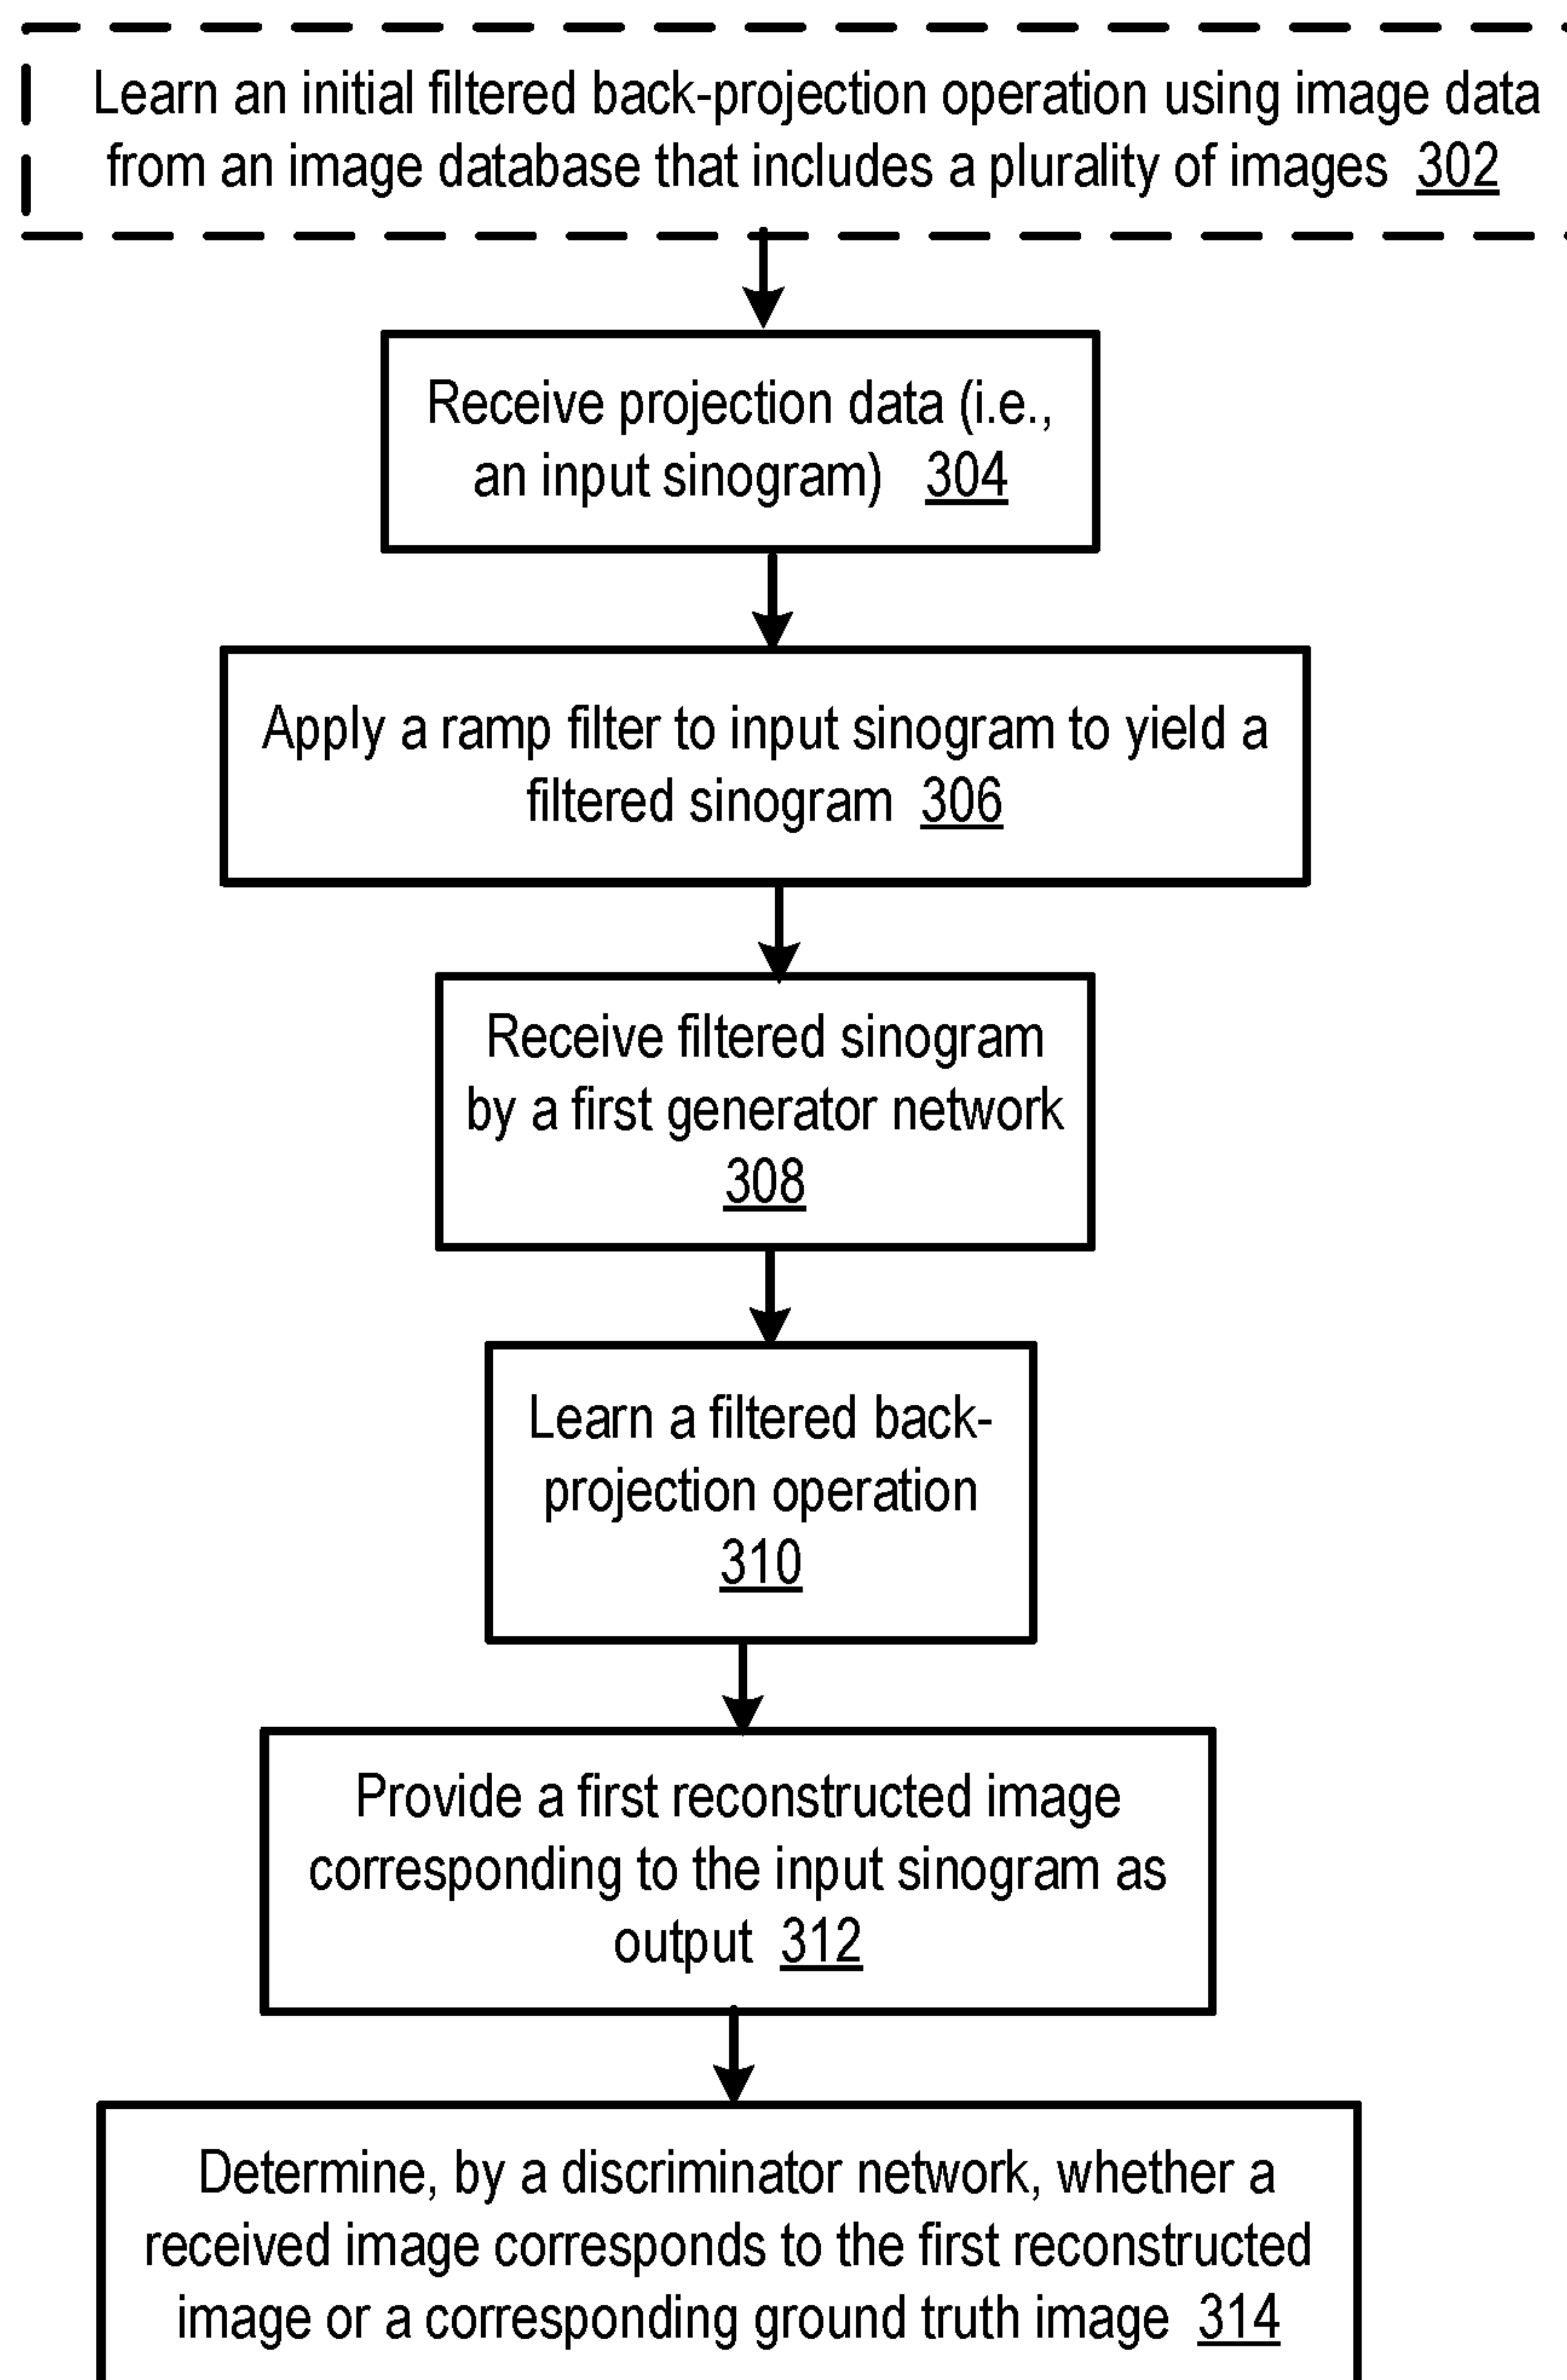 Learn an initial filtered back-projection operation using image data
from an image database that includes a plurality of images 302
Receive projection data (i.e.,
an input sinogram) 304
Apply a ramp filter to input sinogram to yield a
filtered sinogram 306
Receive filtered sinogram
by a first generator network
308
Learn a filtered back-
projection operation
310
Provide a first reconstructed image
corresponding to the input sinogram as
output 312
Determine, by a discriminator network, whether a
received image corresponds to the first reconstructed
image or a corresponding ground truth image 314